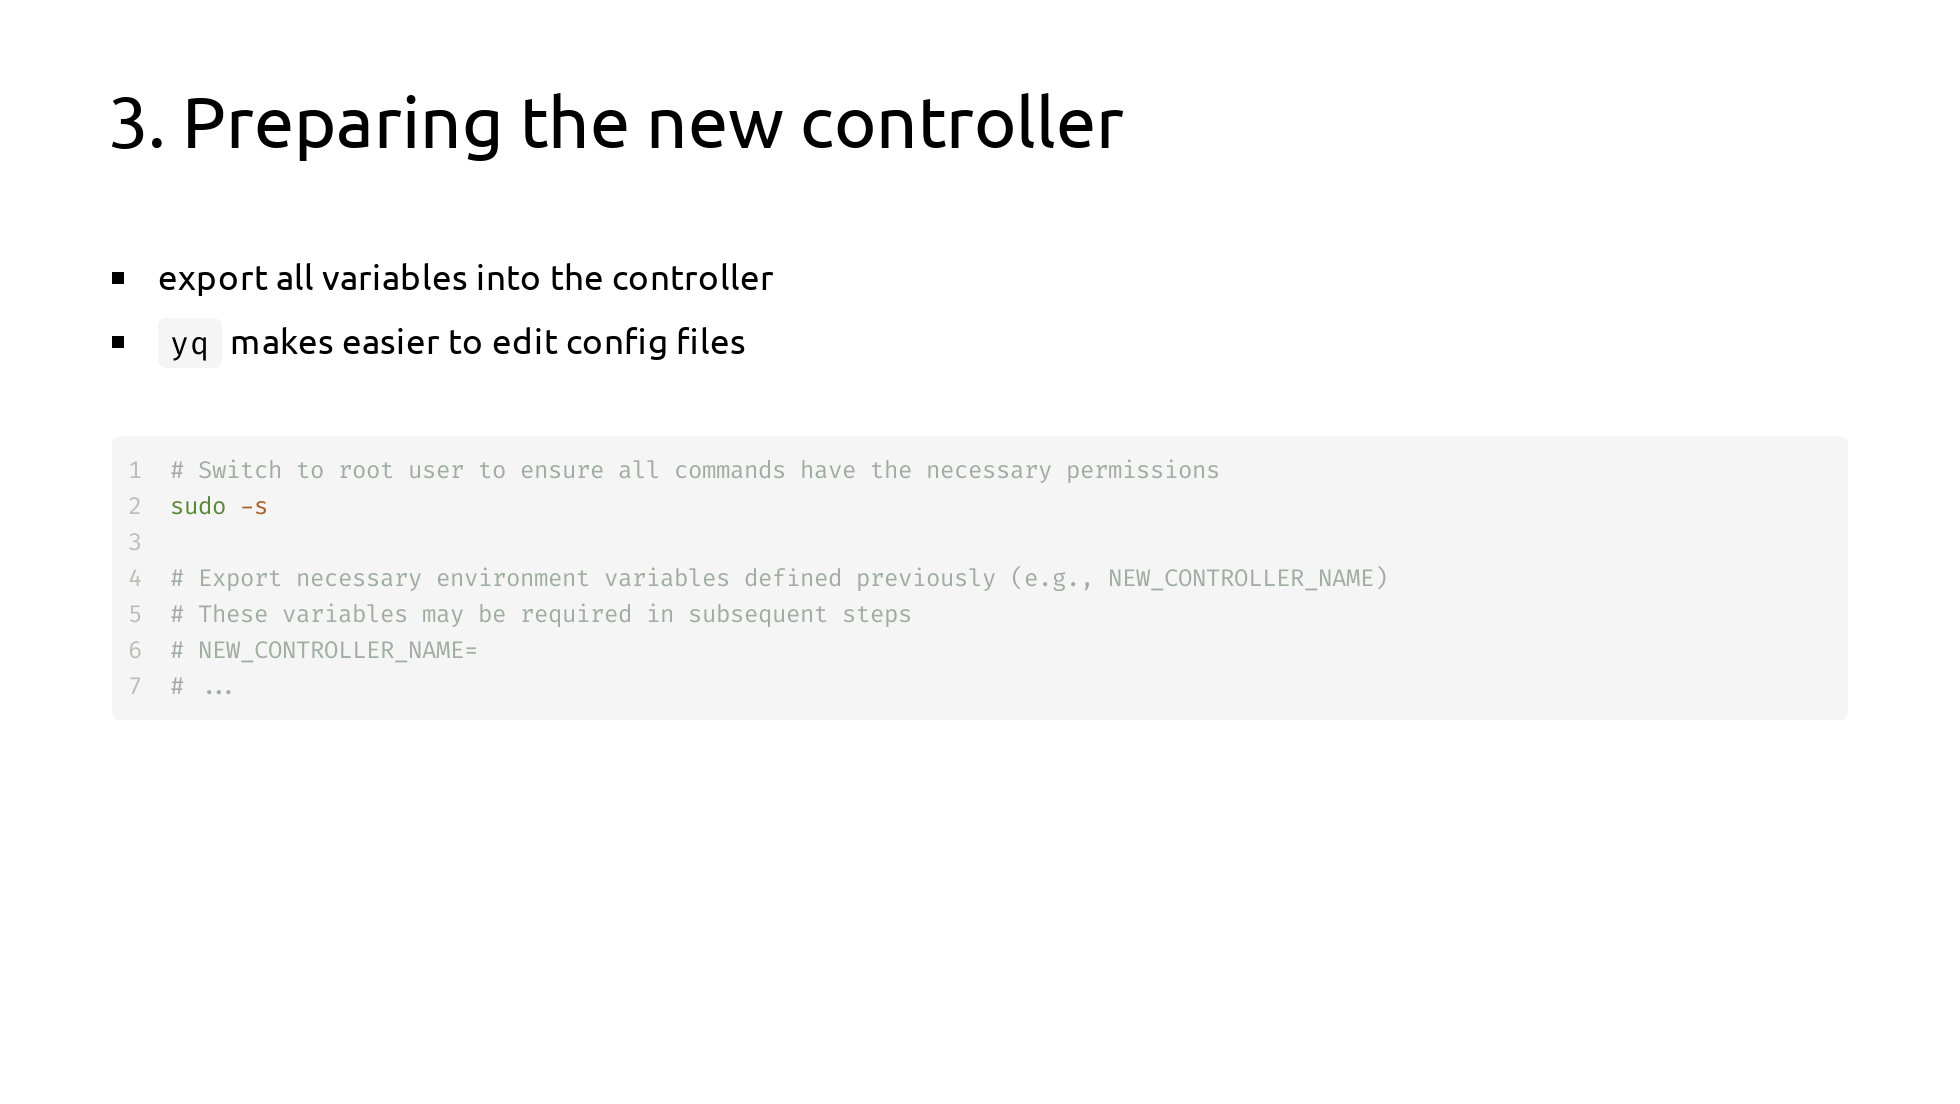 3. Preparing the new controller
▪ export all variables into the controller
▪ yq makes easier to edit config files
1 # Switch to root user to ensure all commands have the necessary permissions
2 sudo -s
3
4 # Export necessary environment variables defined previously (e.g., NEW_CONTROLLER_NAME)
5 # These variables may be required in subsequent steps
6 # NEW_CONTROLLER_NAME=
7 # ...